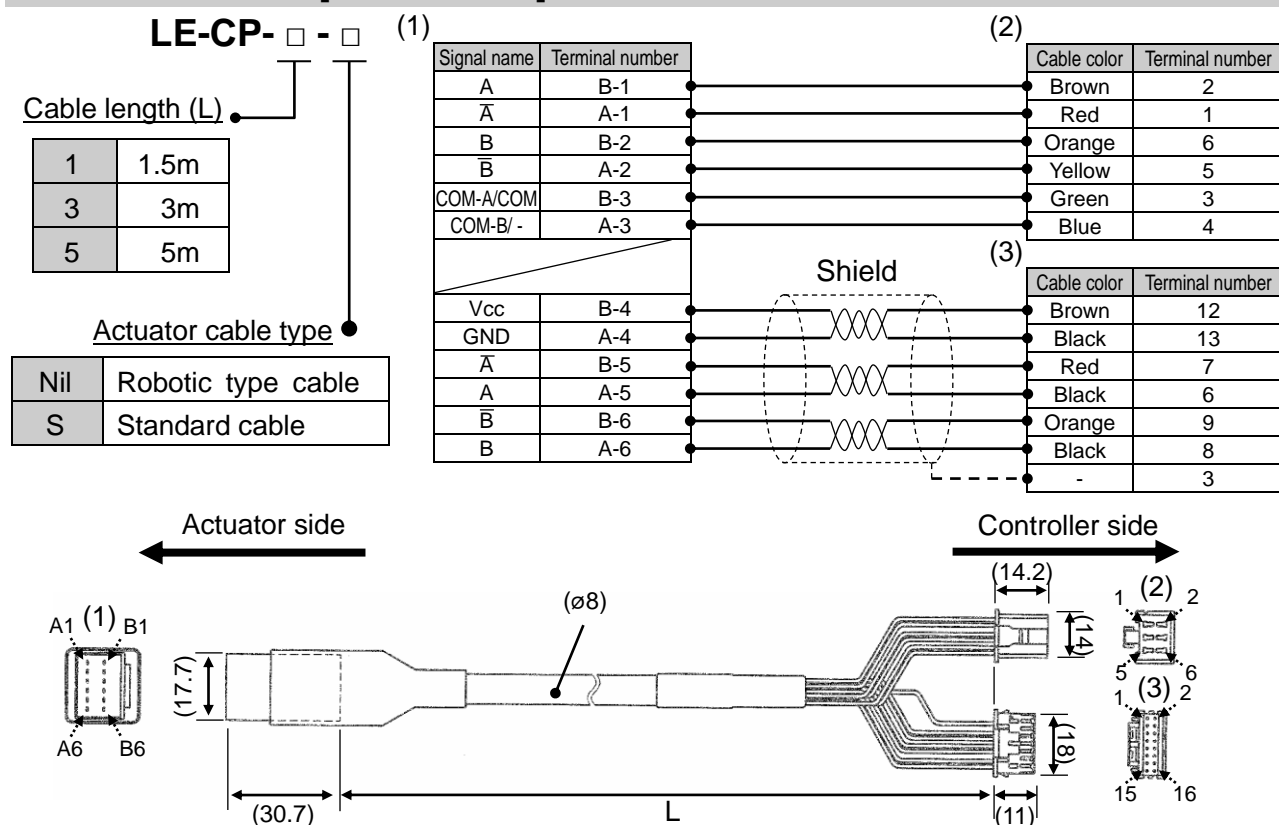 LE-CP- □ - □
Cable length (L)
1 1.5m
3 3m
5 5m
Actuator cable type
Nil Robotic type cable
S Standard cable
(1)
Signal name Terminal number
A B-1
A̅ A-1
B B-2
B̅ A-2
COM-A/COM B-3
COM-B/ - A-3
Vcc B-4
GND A-4
A̅ B-5
A A-5
B̅ B-6
B A-6
Shield
(2)
Cable color Terminal number
Brown 2
Red 1
Orange 6
Yellow 5
Green 3
Blue 4
(3)
Cable color Terminal number
Brown 12
Black 13
Red 7
Black 6
Orange 9
Black 8
- 3
Actuator side
Controller side
A1 (1) B1
A6 B6
(17.7)
(30.7)
(ø8)
L
(14.2)
(14)
(18)
(11)
1 (2) 2
5 6
1 (3) 2
15 16